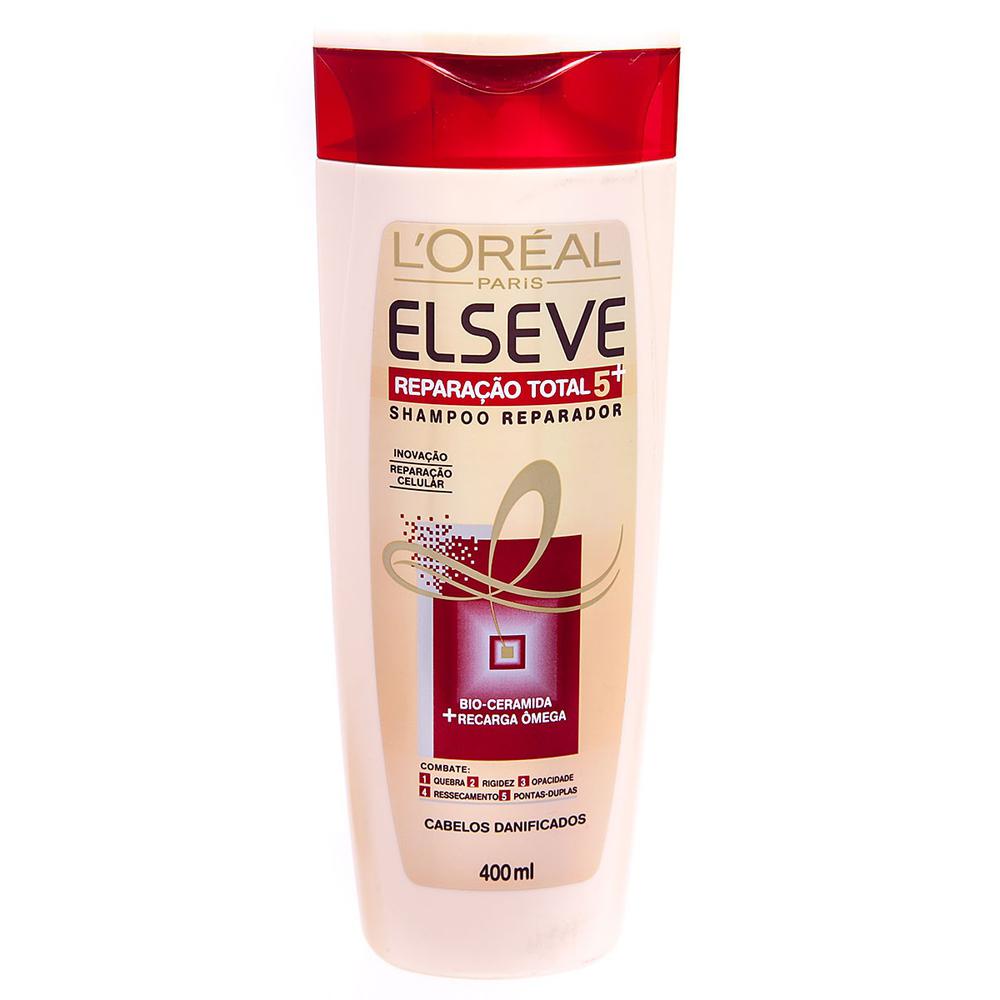 L'ORÉAL
PARiS
ELSEVE
REPARAÇÃO TOTAL 5+
SHAMPOO REPARADOR
INOVAÇÃO
REPARAÇÃO
CELULAR
BIO-CERAMIDA
+RECARGA ÔMEGA
COMBATE:
1 QUEBRA 2 RIGIDEZ 3 OPACIDADE
4 RESSECAMENTO 5 PONTAS-DUPLAS
CABELOS DANIFICADOS
400ml